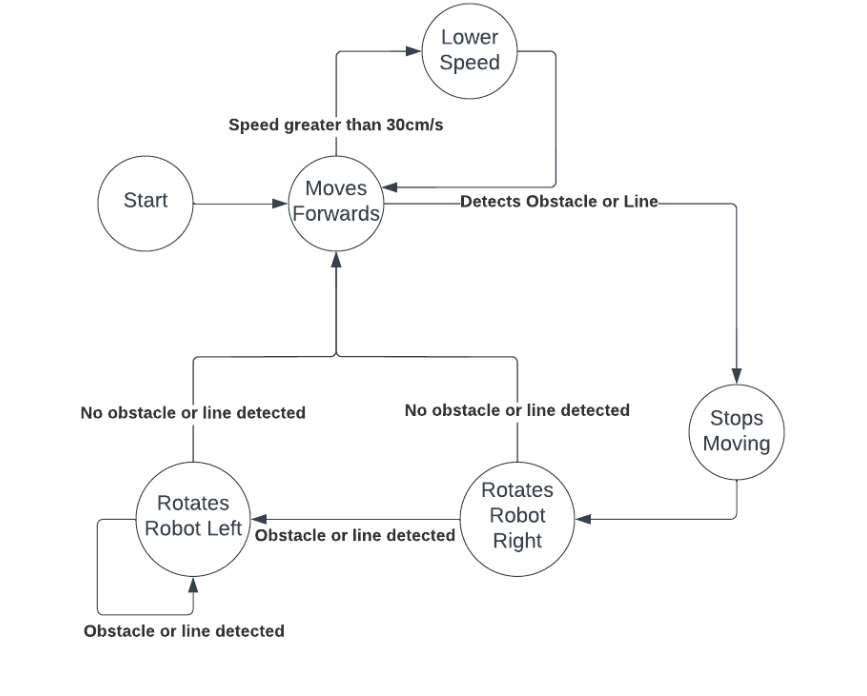 Lower
Speed
Speed greater than 30cm/s
Start
Moves
Forwards
Detects Obstacle or Line
No obstacle or line detected
No obstacle or line detected
Stops
Moving
Rotates
Robot Left
Obstacle or line detected
Rotates
Robot
Right
Obstacle or line detected